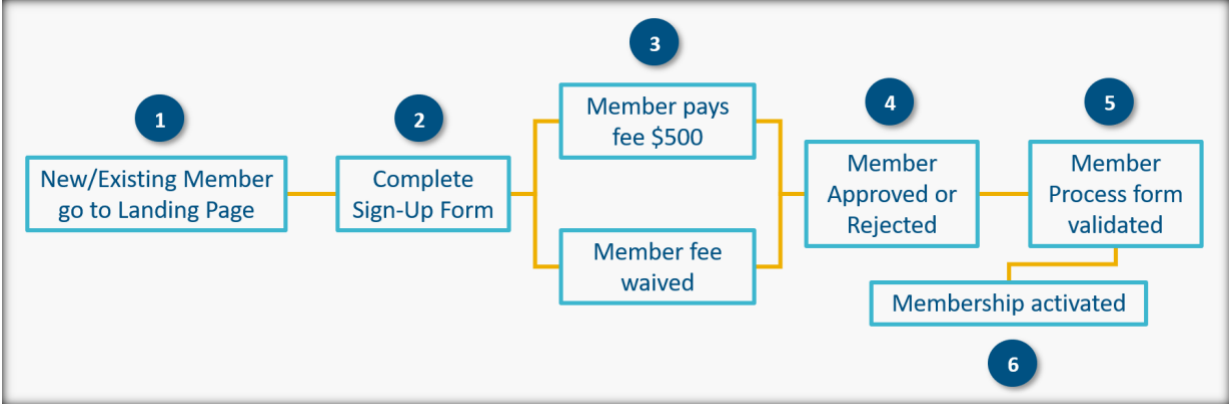 1
New/Existing Member
go to Landing Page
2
Complete
Sign-Up Form
3
Member pays
fee $500
Member fee
waived
4
Member
Approved or
Rejected
5
Member
Process form
validated
Membership activated
6